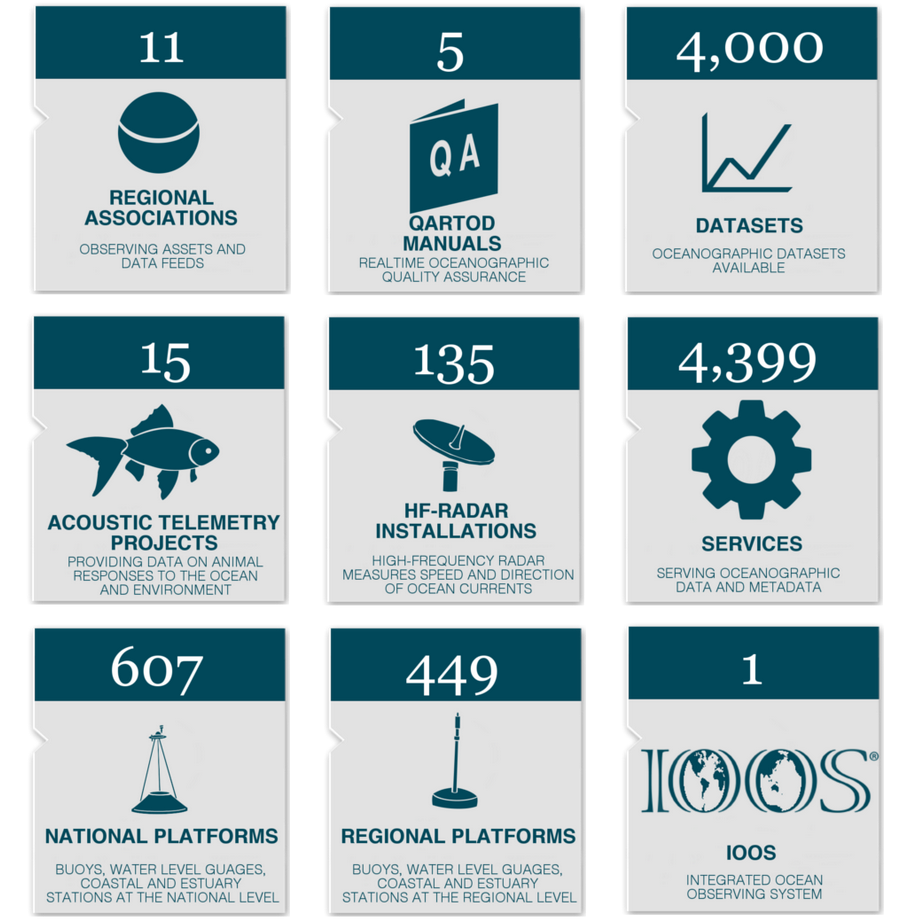 11
REGIONAL
ASSOCIATIONS
OBSERVING ASSETS AND
DATA FEEDS
5
QA
QARTOD
MANUALS
REALTIME OCEANOGRAPHIC
QUALITY ASSURANCE
4,000
DATASETS
OCEANOGRAPHIC DATASETS
AVAILABLE
15
ACOUSTIC TELEMETRY
PROJECTS
PROVIDING DATA ON ANIMAL
RESPONSES TO THE OCEAN
AND ENVIRONMENT
135
HF-RADAR
INSTALLATIONS
HIGH-FREQUENCY RADAR
MEASURES SPEED AND DIRECTION
OF OCEAN CURRENTS
4,399
SERVICES
SERVING OCEANOGRAPHIC
DATA AND METADATA
607
NATIONAL PLATFORMS
BUOYS, WATER LEVEL GUAGES,
COASTAL AND ESTUARY
STATIONS AT THE NATIONAL LEVEL
449
REGIONAL PLATFORMS
BUOYS, WATER LEVEL GUAGES,
COASTAL AND ESTUARY
STATIONS AT THE REGIONAL LEVEL
1
IOOS®
IOOS
INTEGRATED OCEAN
OBSERVING SYSTEM